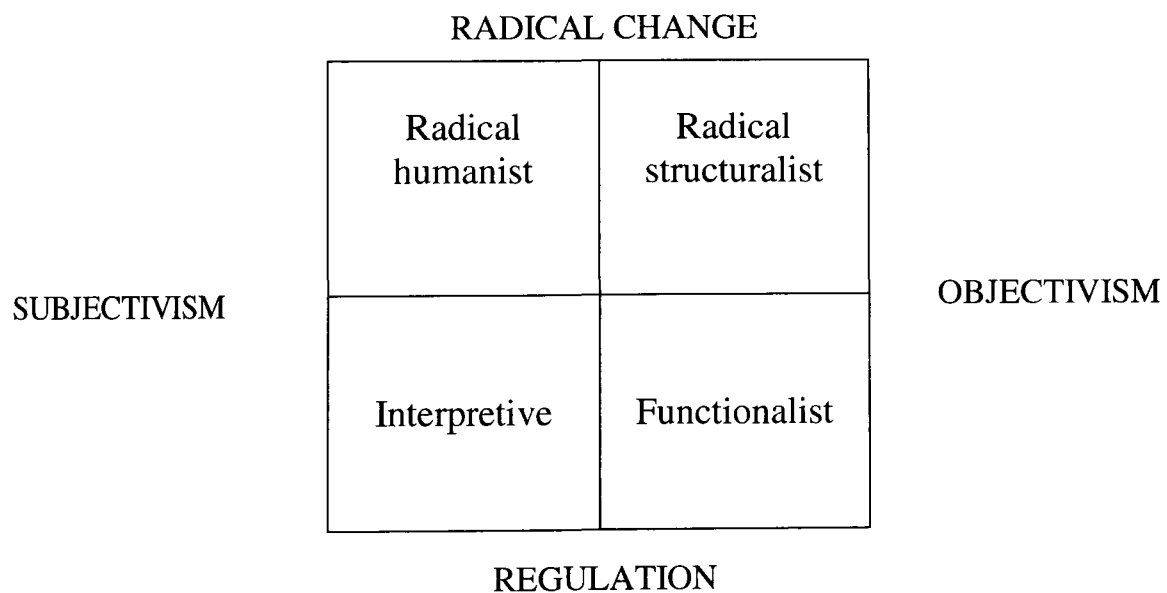 RADICAL CHANGE
Radical
humanist
Radical
structuralist
SUBJECTIVISM
OBJECTIVISM
Interpretive
Functionalist
REGULATION